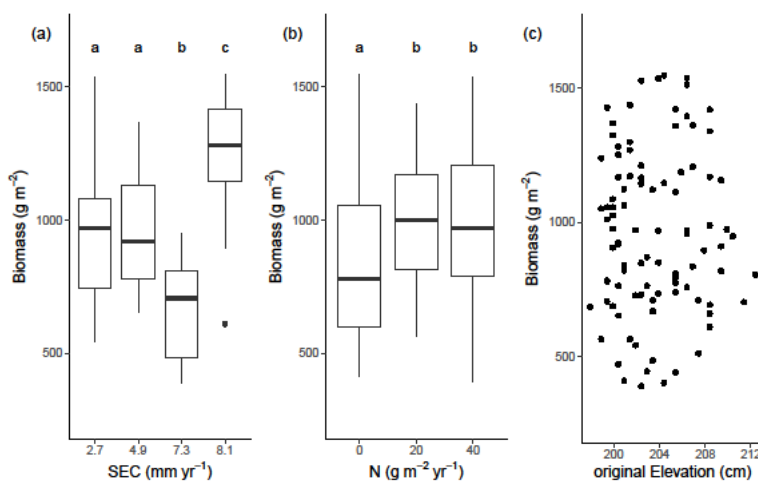 (a)
a a b c
1500
1000
500
Biomass (g m⁻²)
2.7 4.9 7.3 8.1
SEC (mm yr⁻¹)
(b)
a b b
1500
1000
500
Biomass (g m⁻²)
0 20 40
N (g m⁻² yr⁻¹)
(c)
1500
1000
500
Biomass (g m⁻²)
200 204 208 212
original Elevation (cm)